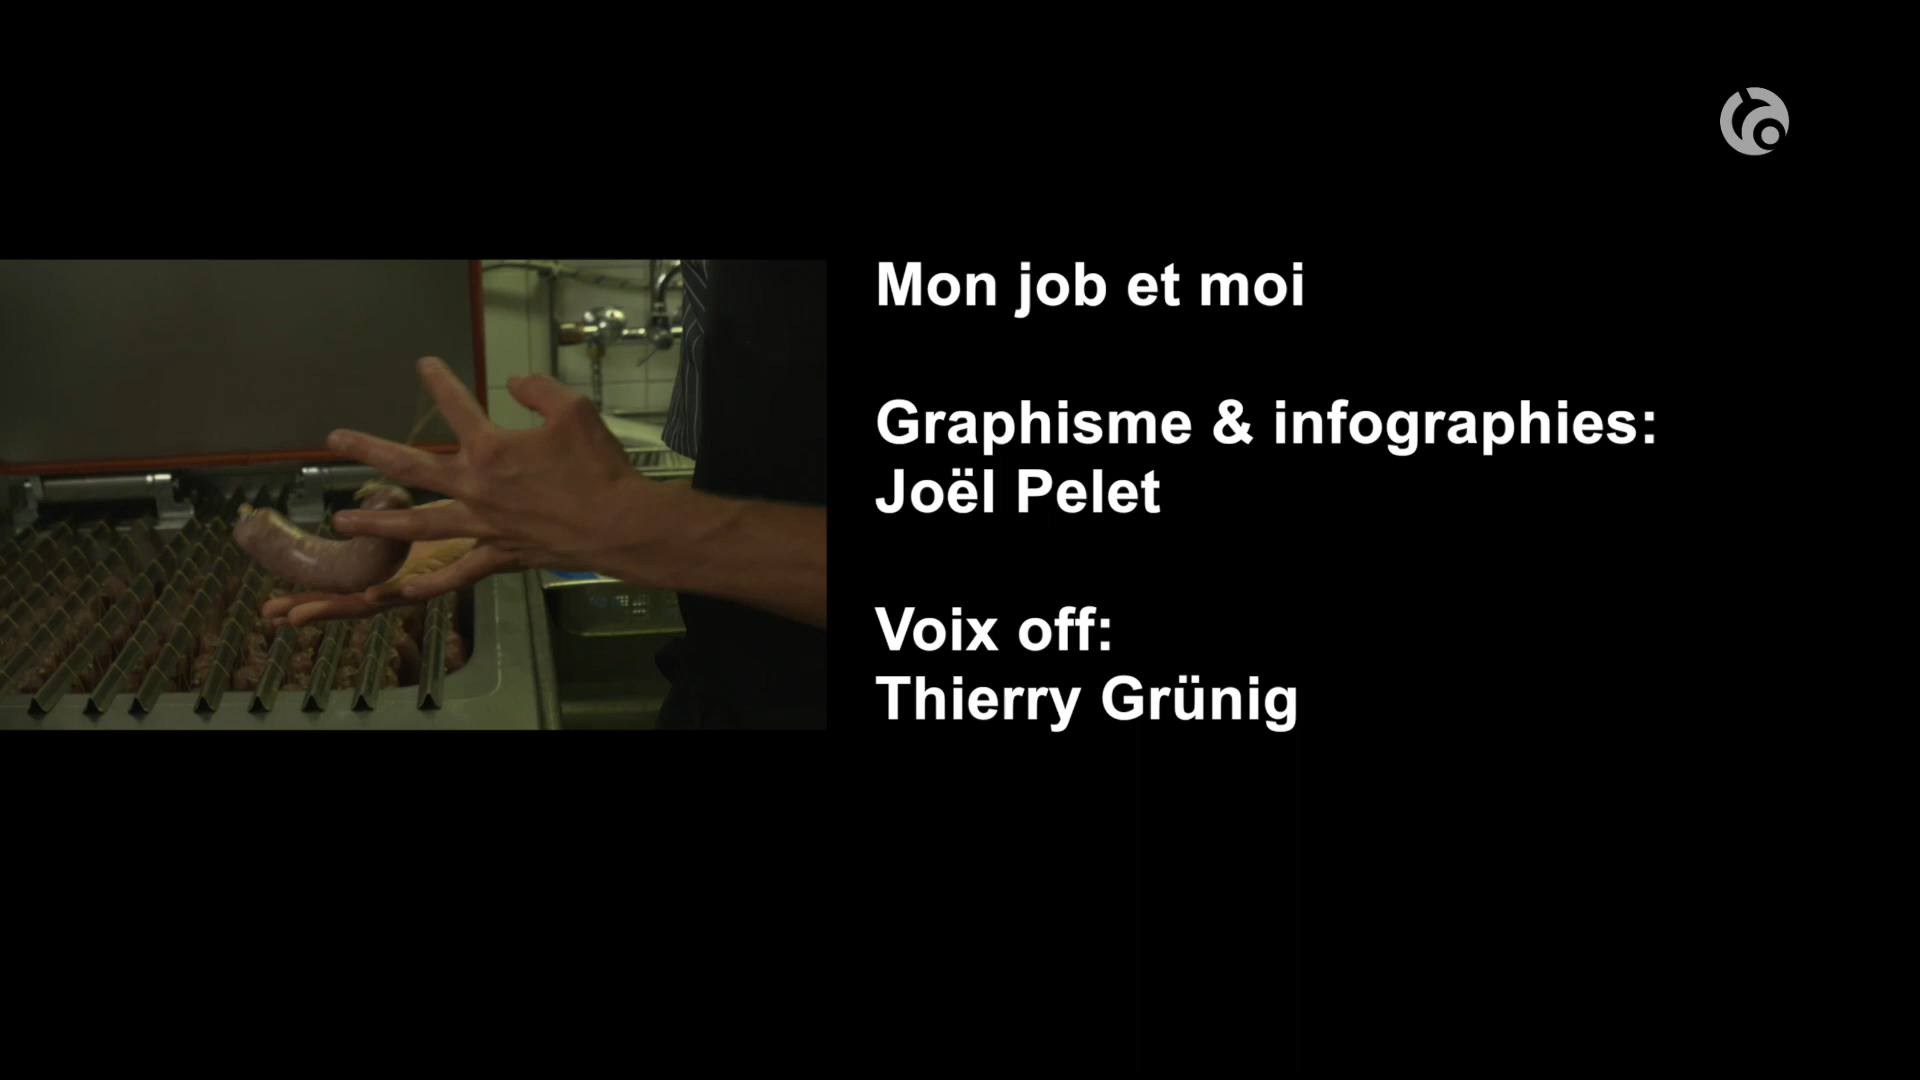 Mon job et moi
Graphisme & infographies:
Joël Pelet
Voix off:
Thierry Grünig